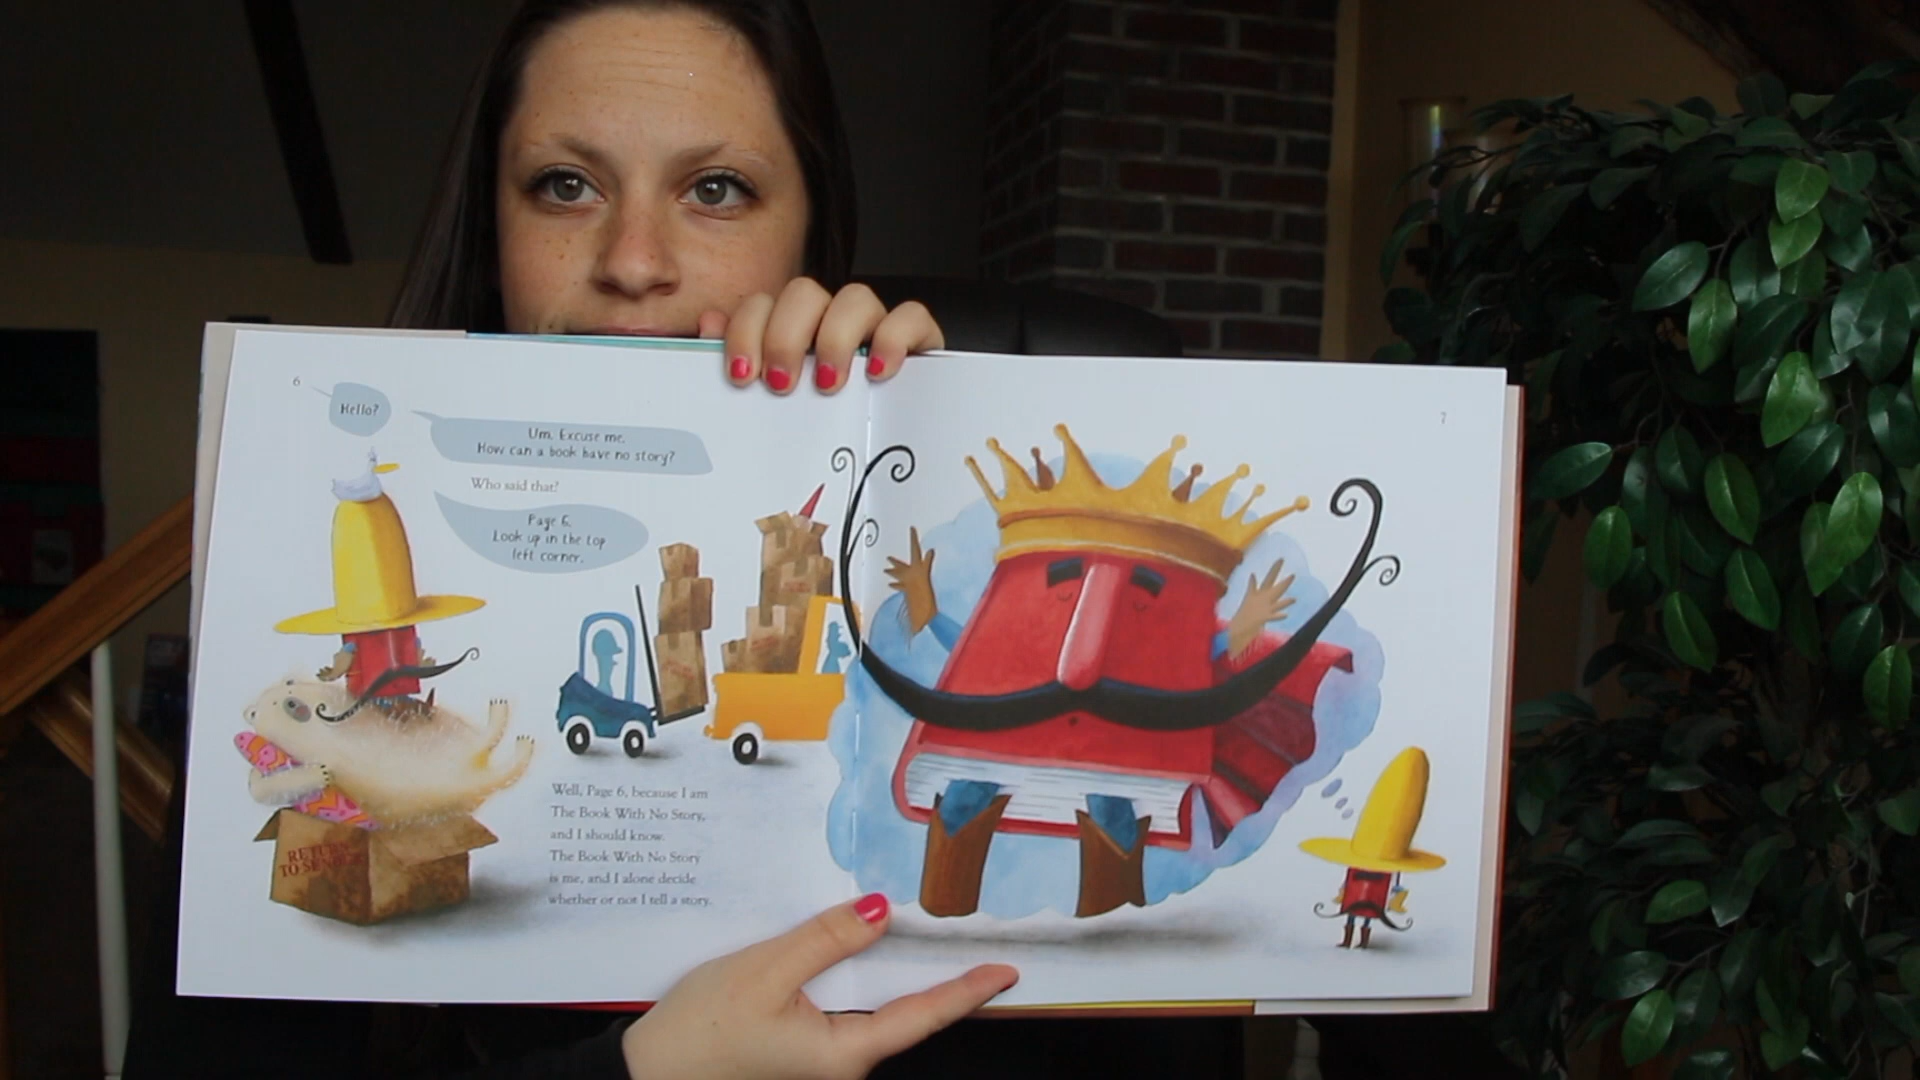 6
Hello?
Um. Excuse me.
How can a book have no story?
Who said that?
Page 6.
Look up in the top
left corner.
RETURN
TO SENDER
Well, Page 6, because I am
The Book With No Story,
and I should know.
The Book With No Story
is me, and I alone decide
whether or not I tell a story.
7